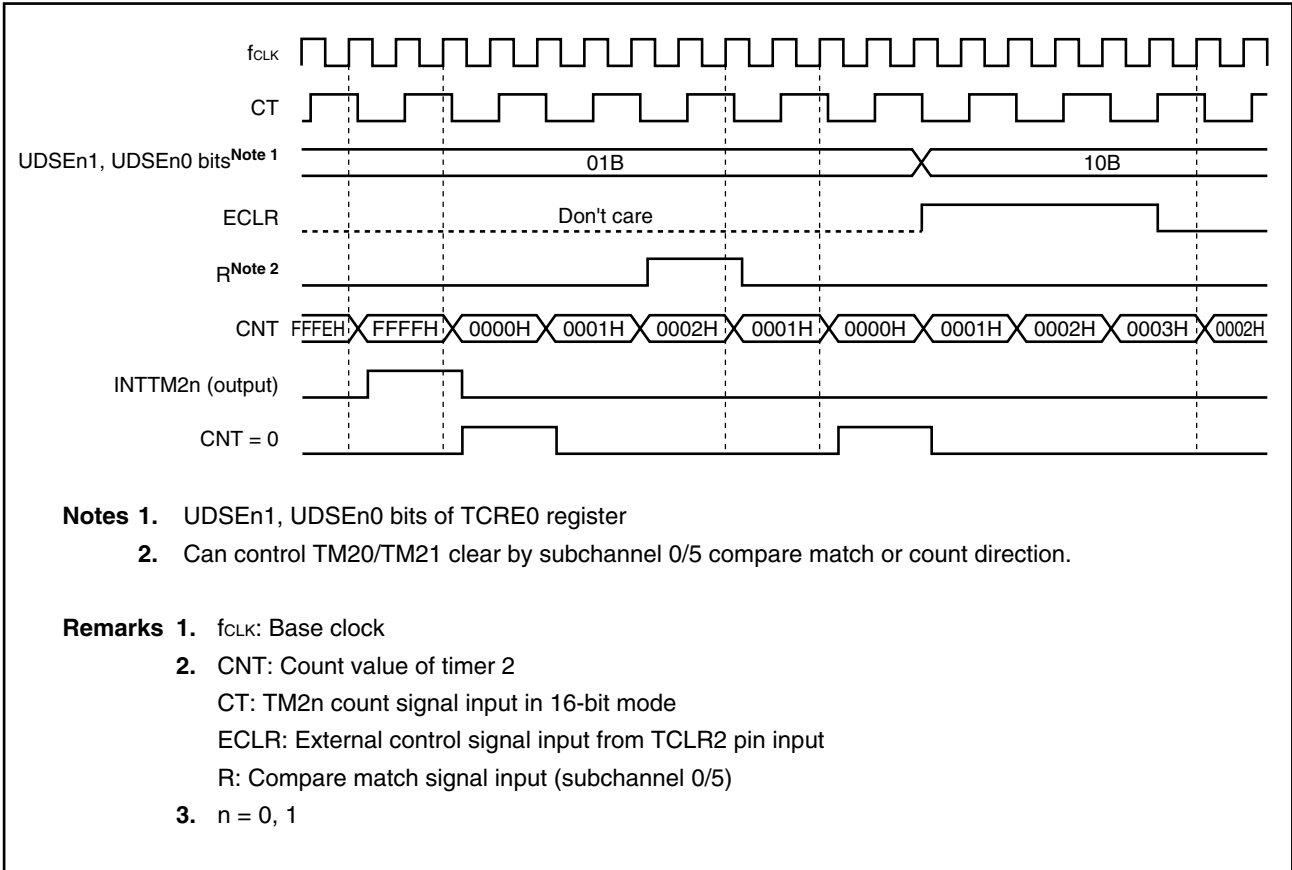 fCLK
CT
UDSEn1, UDSEn0 bitsNote 1 01B 10B
ECLR Don't care
RNote 2
CNT FFFEH FFFFH 0000H 0001H 0002H 0001H 0000H 0001H 0002H 0003H 0002H
INTTM2n (output)
CNT = 0
Notes 1. UDSEn1, UDSEn0 bits of TCRE0 register
2. Can control TM20/TM21 clear by subchannel 0/5 compare match or count direction.
Remarks 1. fCLK: Base clock
2. CNT: Count value of timer 2
CT: TM2n count signal input in 16-bit mode
ECLR: External control signal input from TCLR2 pin input
R: Compare match signal input (subchannel 0/5)
3. n = 0, 1